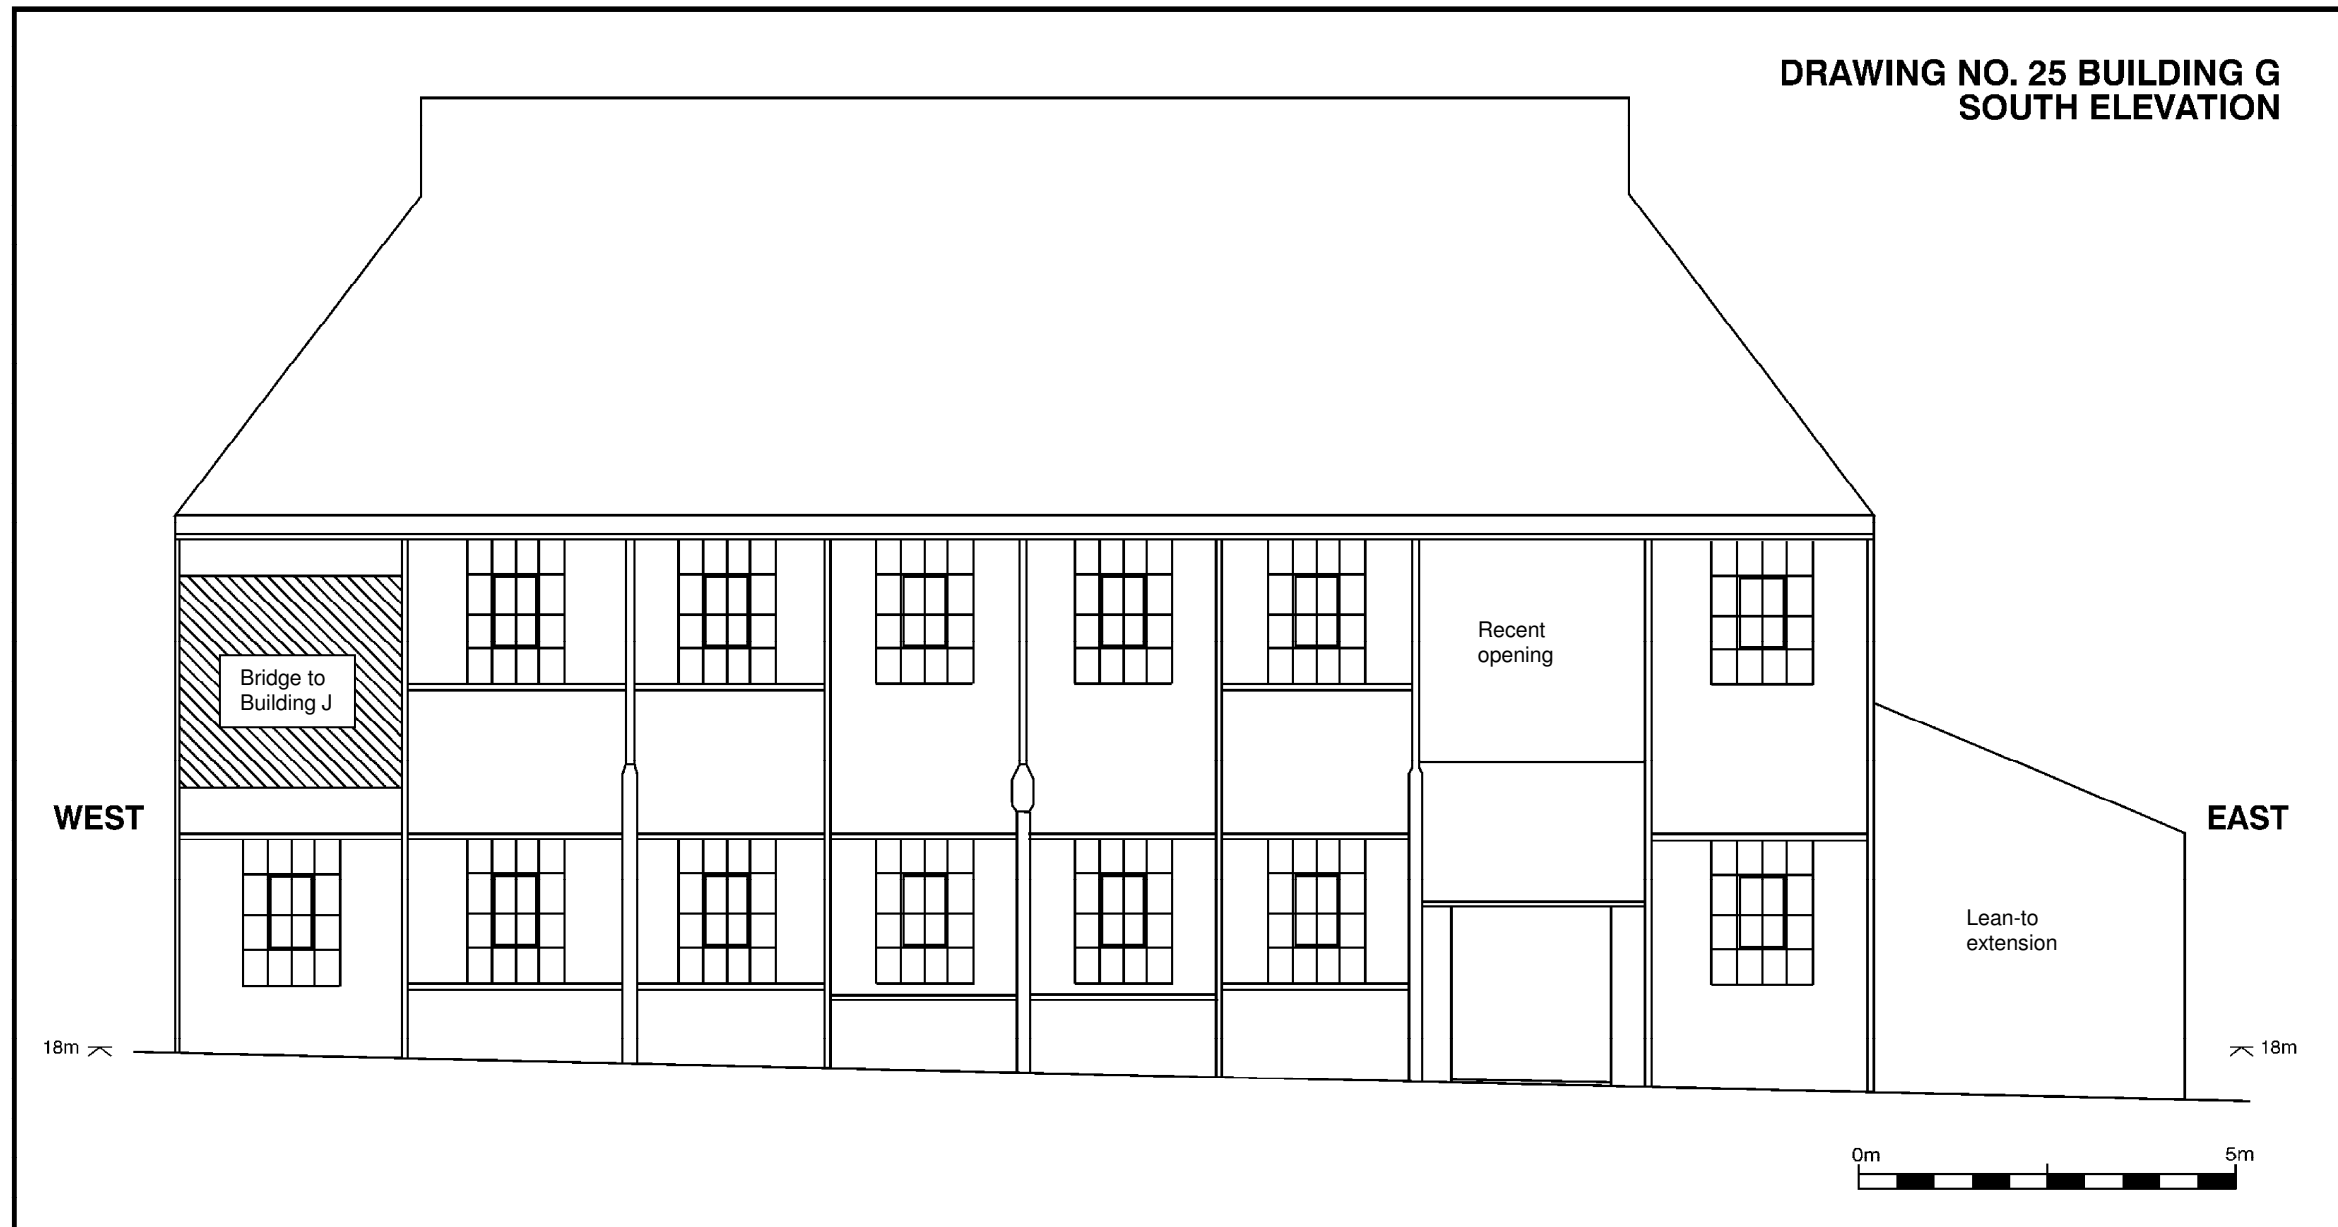 DRAWING NO. 25 BUILDING G
SOUTH ELEVATION
Recent
opening
Bridge to
Building J
WEST
EAST
Lean-to
extension
18m
18m
0m
5m